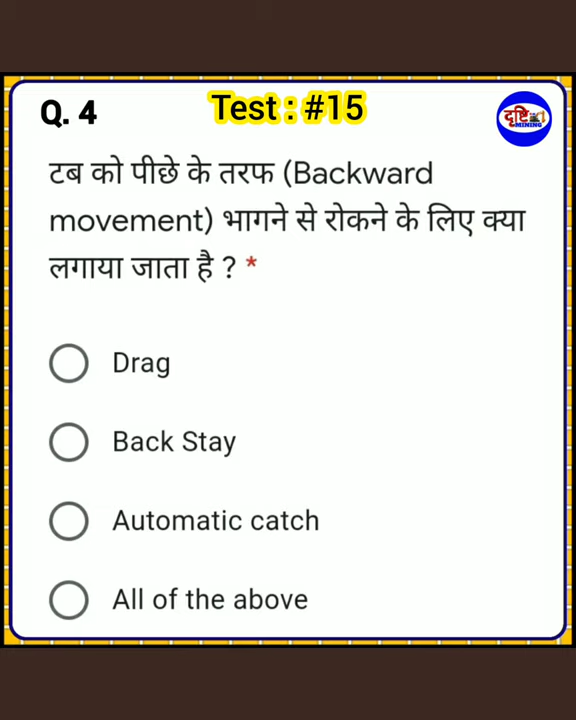 Q. 4
Test : #15
दृष्टि
MINING
टब को पीछे के तरफ (Backward
movement) भागने से रोकने के लिए क्या
लगाया जाता है ? *
Drag
Back Stay
Automatic catch
All of the above